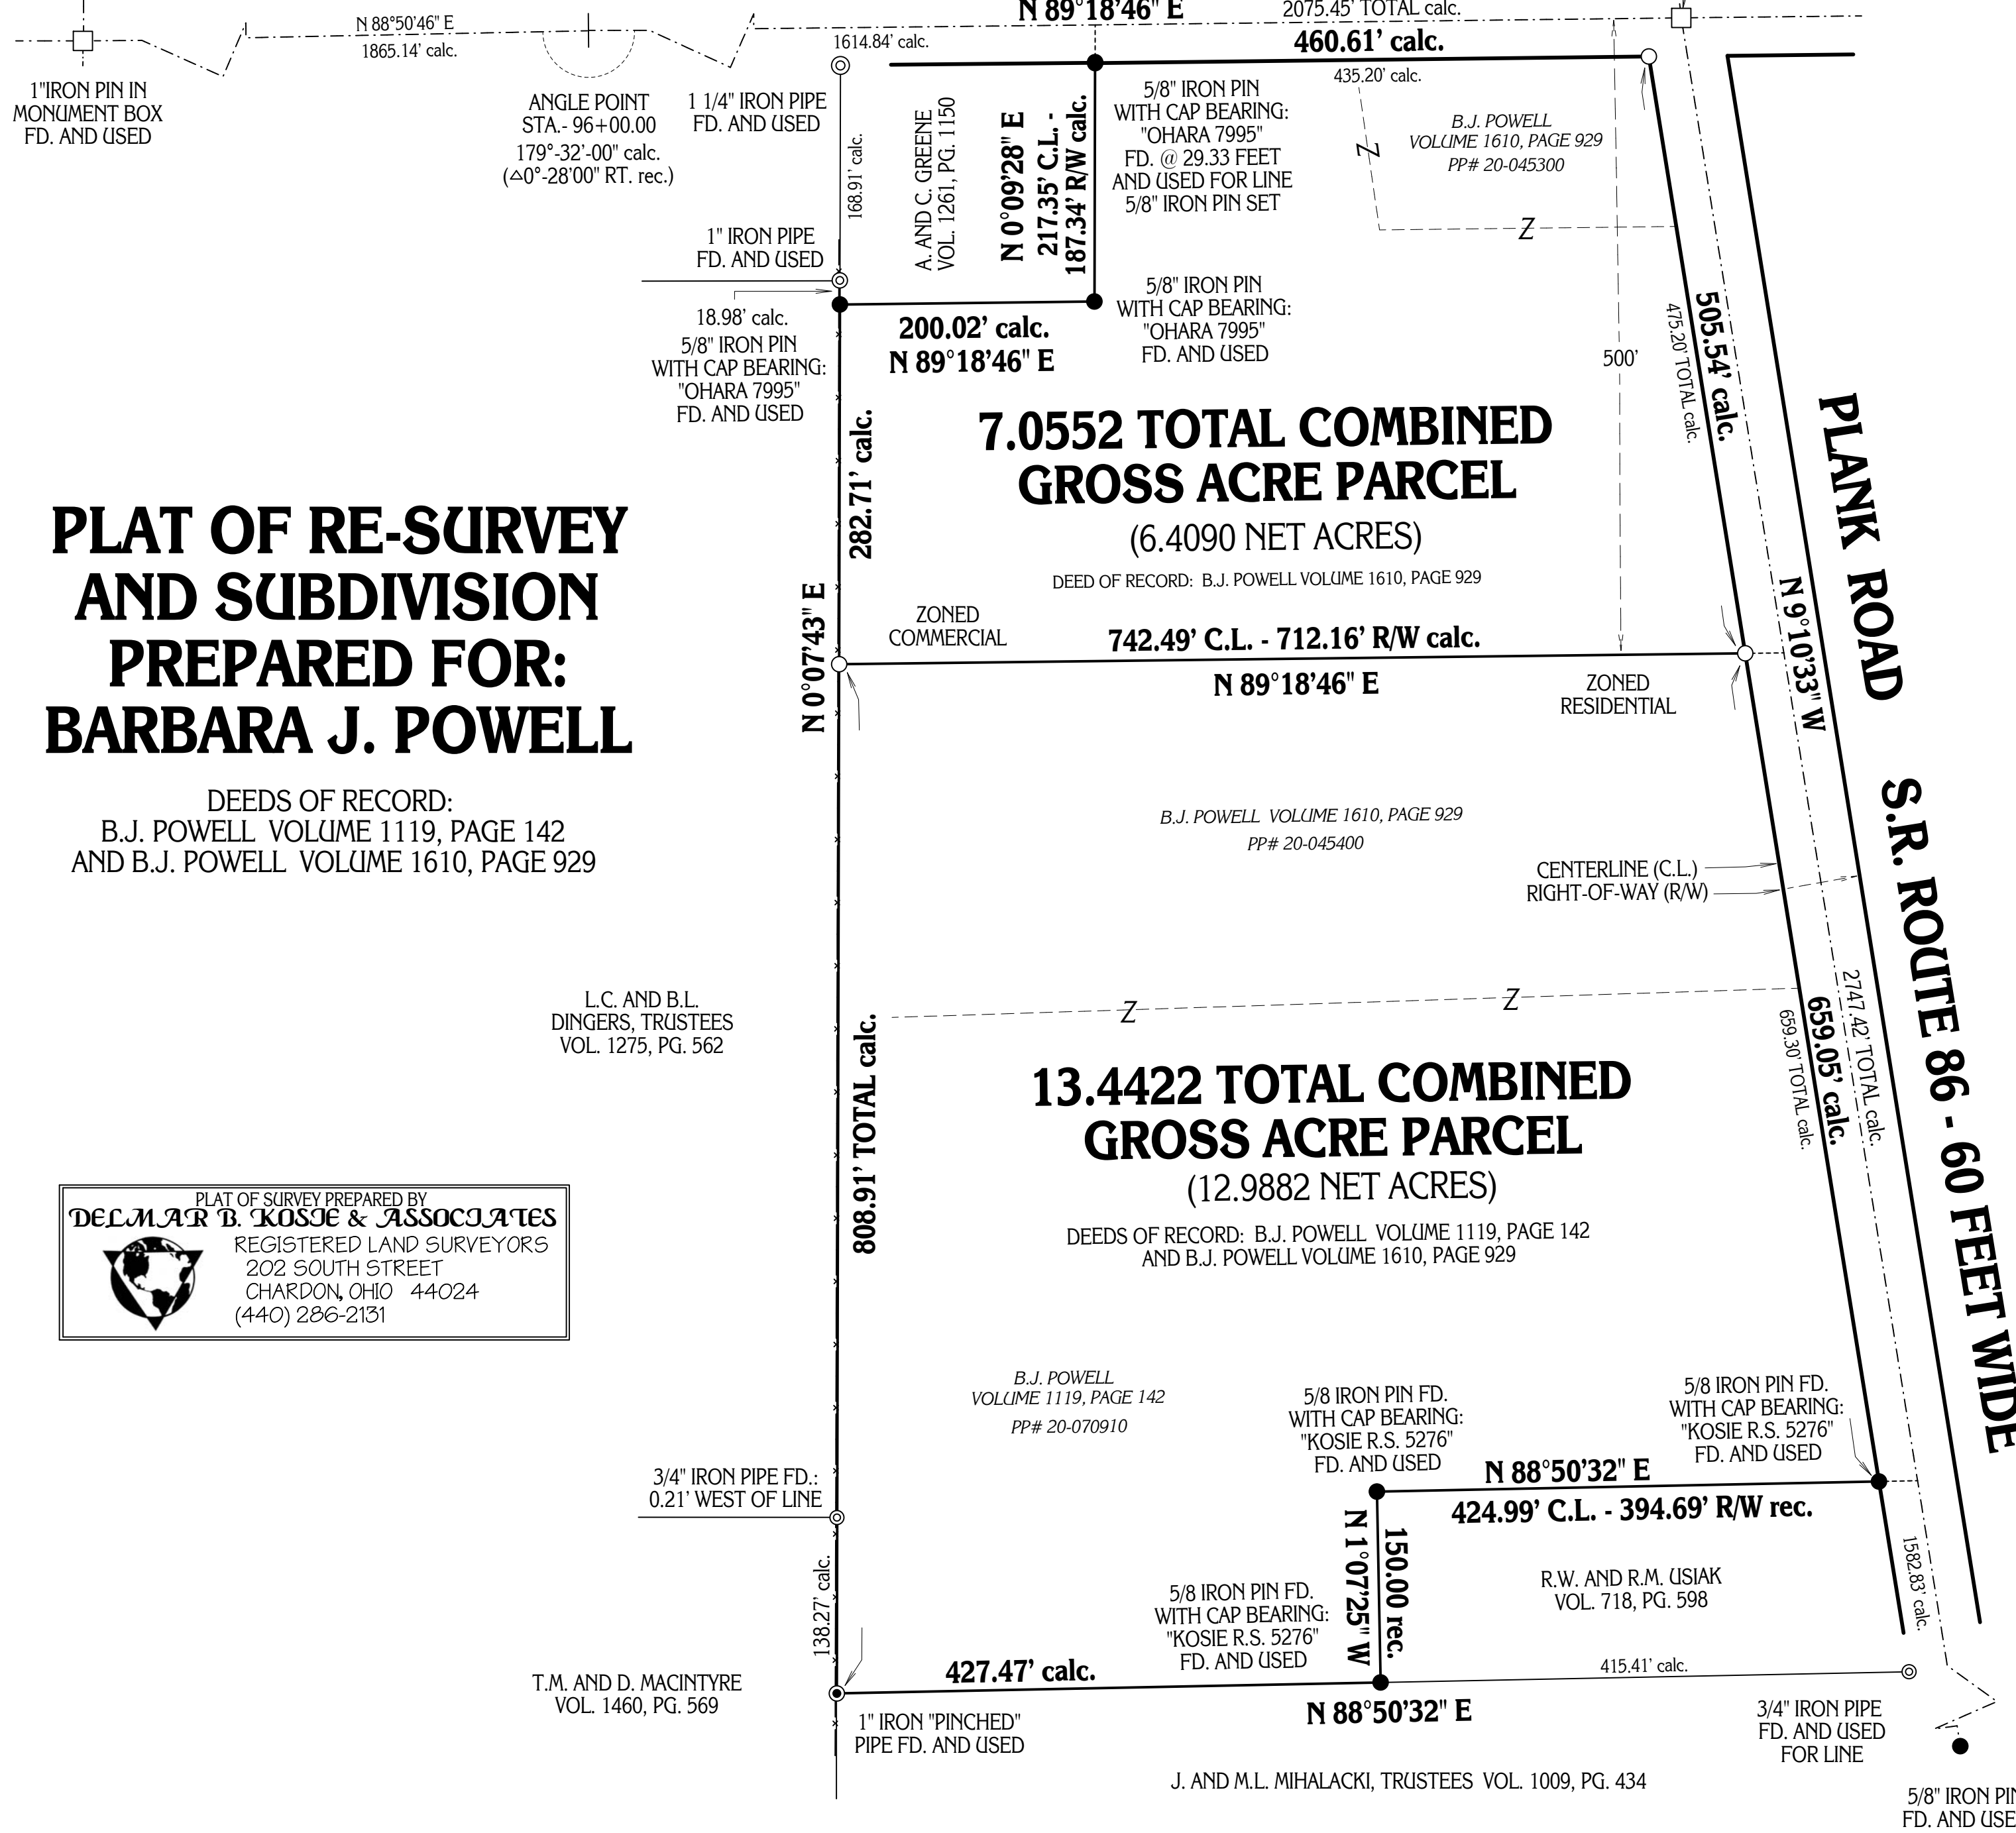 N 88°50'46" E
1865.14' calc.
N 89°18'46" E
2075.45' TOTAL calc.
1614.84' calc.
460.61' calc.
435.20' calc.
1"IRON PIN IN
MONUMENT BOX
FD. AND USED
ANGLE POINT
STA.- 96+00.00
179°-32'-00" calc.
(△0°-28'00" RT. rec.)
1 1/4" IRON PIPE
FD. AND USED
168.91' calc.
A. AND C. GREENE
VOL. 1261, PG. 1150
N 0°09'28" E
217.35' C.L. -
187.34' R/W calc.
5/8" IRON PIN
WITH CAP BEARING:
"OHARA 7995"
FD. @ 29.33 FEET
AND USED FOR LINE
5/8" IRON PIN SET
B.J. POWELL
VOLUME 1610, PAGE 929
PP# 20-045300
Z
Z
1" IRON PIPE
FD. AND USED
18.98' calc.
5/8" IRON PIN
WITH CAP BEARING:
"OHARA 7995"
FD. AND USED
200.02' calc.
N 89°18'46" E
5/8" IRON PIN
WITH CAP BEARING:
"OHARA 7995"
FD. AND USED
500'
475.20' TOTAL calc.
505.54' calc.
282.71' calc.
7.0552 TOTAL COMBINED
GROSS ACRE PARCEL
(6.4090 NET ACRES)
DEED OF RECORD: B.J. POWELL VOLUME 1610, PAGE 929
PLANK ROAD S.R. ROUTE 86 - 60 FEET WIDE
PLAT OF RE-SURVEY
AND SUBDIVISION
PREPARED FOR:
BARBARA J. POWELL
DEEDS OF RECORD:
B.J. POWELL VOLUME 1119, PAGE 142
AND B.J. POWELL VOLUME 1610, PAGE 929
N 0°07'43" E
ZONED
COMMERCIAL
742.49' C.L. - 712.16' R/W calc.
N 89°18'46" E
ZONED
RESIDENTIAL
N 9°10'33" W
B.J. POWELL VOLUME 1610, PAGE 929
PP# 20-045400
CENTERLINE (C.L.)
RIGHT-OF-WAY (R/W)
L.C. AND B.L.
DINGERS, TRUSTEES
VOL. 1275, PG. 562
Z
Z
808.91' TOTAL calc.
659.30' TOTAL calc.
659.05' calc.
2747.42' TOTAL calc.
13.4422 TOTAL COMBINED
GROSS ACRE PARCEL
(12.9882 NET ACRES)
DEEDS OF RECORD: B.J. POWELL VOLUME 1119, PAGE 142
AND B.J. POWELL VOLUME 1610, PAGE 929
PLAT OF SURVEY PREPARED BY
DELMAR B. KOSIE & ASSOCIATES
REGISTERED LAND SURVEYORS
202 SOUTH STREET
CHARDON, OHIO 44024
(440) 286-2131
B.J. POWELL
VOLUME 1119, PAGE 142
PP# 20-070910
5/8 IRON PIN FD.
WITH CAP BEARING:
"KOSIE R.S. 5276"
FD. AND USED
5/8 IRON PIN FD.
WITH CAP BEARING:
"KOSIE R.S. 5276"
FD. AND USED
3/4" IRON PIPE FD.:
0.21' WEST OF LINE
N 88°50'32" E
424.99' C.L. - 394.69' R/W rec.
N 1°07'25" W
150.00 rec.
1582.83' calc.
138.27' calc.
5/8 IRON PIN FD.
WITH CAP BEARING:
"KOSIE R.S. 5276"
FD. AND USED
R.W. AND R.M. USIAK
VOL. 718, PG. 598
T.M. AND D. MACINTYRE
VOL. 1460, PG. 569
427.47' calc.
415.41' calc.
N 88°50'32" E
1" IRON "PINCHED"
PIPE FD. AND USED
3/4" IRON PIPE
FD. AND USED
FOR LINE
J. AND M.L. MIHALACKI, TRUSTEES VOL. 1009, PG. 434
5/8" IRON PIN
FD. AND USE